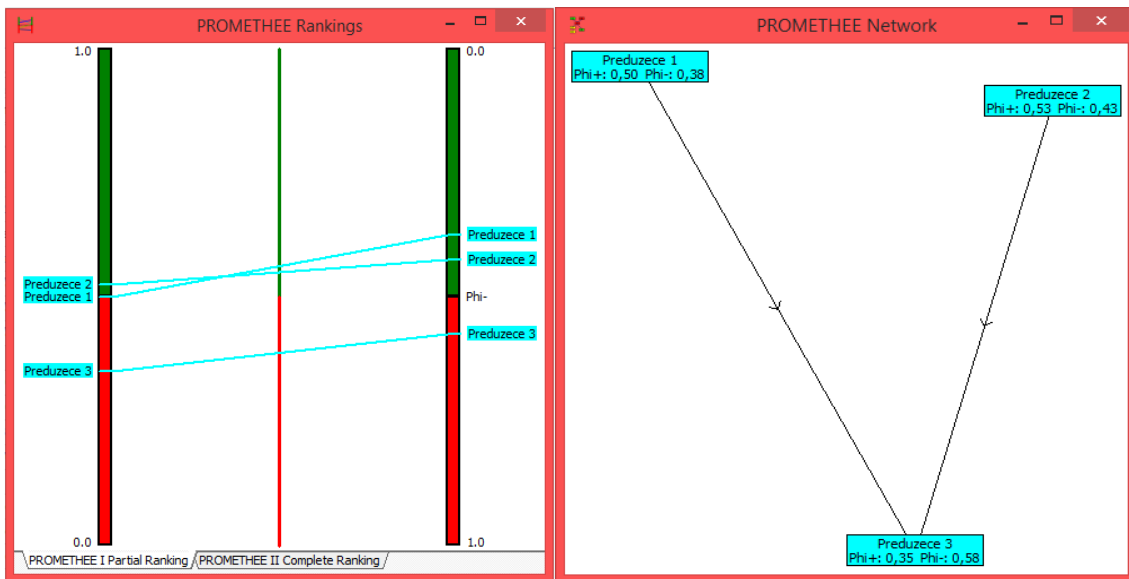 PROMETHEE Rankings
1.0
0.0
Preduzece 1
Preduzece 2
Preduzece 2
Preduzece 1
Phi-
Preduzece 3
Preduzece 3
0.0
1.0
PROMETHEE I Partial Ranking
PROMETHEE II Complete Ranking
PROMETHEE Network
Preduzece 1
Phi+: 0,50 Phi-: 0,38
Preduzece 2
Phi+: 0,53 Phi-: 0,43
Preduzece 3
Phi+: 0,35 Phi-: 0,58